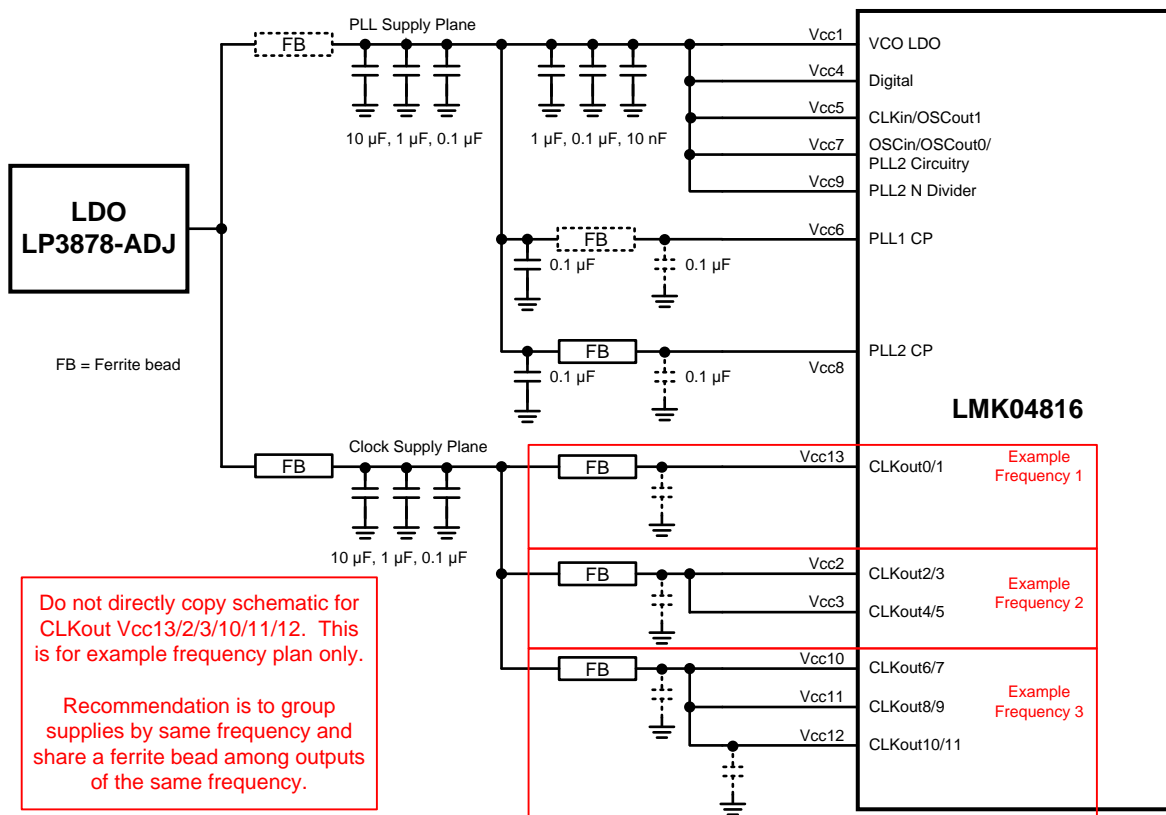 PLL Supply Plane
FB
10 µF, 1 µF, 0.1 µF
1 µF, 0.1 µF, 10 nF
Vcc1
VCO LDO
Vcc4
Digital
Vcc5
CLKin/OSCout1
Vcc7
OSCin/OSCout0/
PLL2 Circuitry
Vcc9
PLL2 N Divider
LDO
LP3878-ADJ
FB
0.1 µF
0.1 µF
Vcc6
PLL1 CP
FB = Ferrite bead
FB
0.1 µF
0.1 µF
Vcc8
PLL2 CP
LMK04816
Clock Supply Plane
FB
10 µF, 1 µF, 0.1 µF
FB
Vcc13
CLKout0/1
Example
Frequency 1
FB
Vcc2
CLKout2/3
Vcc3
CLKout4/5
Example
Frequency 2
FB
Vcc10
CLKout6/7
Vcc11
CLKout8/9
Vcc12
CLKout10/11
Example
Frequency 3
Do not directly copy schematic for
CLKout Vcc13/2/3/10/11/12. This
is for example frequency plan only.
Recommendation is to group
supplies by same frequency and
share a ferrite bead among outputs
of the same frequency.